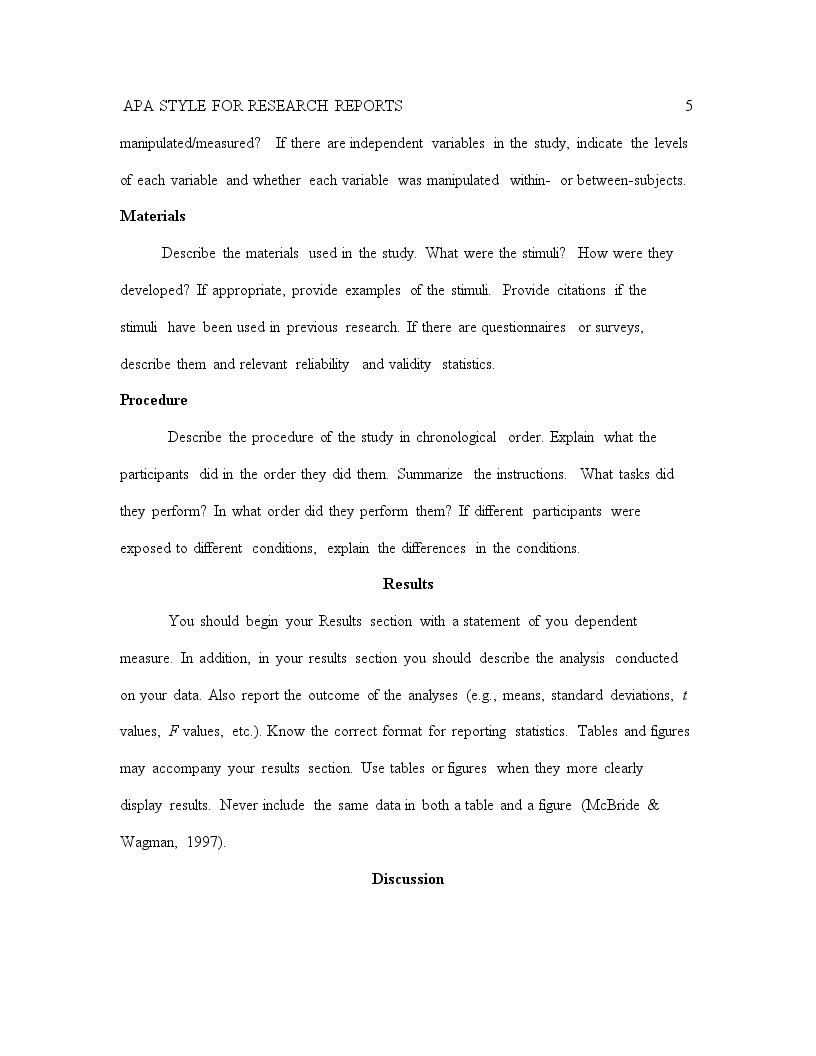 APA STYLE FOR RESEARCH REPORTS 5
manipulated/measured? If there are independent variables in the study, indicate the levels
of each variable and whether each variable was manipulated within- or between-subjects.
Materials
Describe the materials used in the study. What were the stimuli? How were they
developed? If appropriate, provide examples of the stimuli. Provide citations if the
stimuli have been used in previous research. If there are questionnaires or surveys,
describe them and relevant reliability and validity statistics.
Procedure
Describe the procedure of the study in chronological order. Explain what the
participants did in the order they did them. Summarize the instructions. What tasks did
they perform? In what order did they perform them? If different participants were
exposed to different conditions, explain the differences in the conditions.
Results
You should begin your Results section with a statement of you dependent
measure. In addition, in your results section you should describe the analysis conducted
on your data. Also report the outcome of the analyses (e.g., means, standard deviations, t
values, F values, etc.). Know the correct format for reporting statistics. Tables and figures
may accompany your results section. Use tables or figures when they more clearly
display results. Never include the same data in both a table and a figure (McBride &
Wagman, 1997).
Discussion